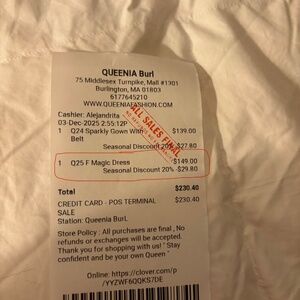 QUEENIA Burl
75 Middlesex Turnpike, Mall #1301
Burlington, MA 01803
6177645210
WWW.QUEENIAFASHION.COM
Cashier: Alejandrita
03-Dec-2025 2:55:12P
1 Q24 Sparkly Gown With $139.00
Belt
Seasonal Discount 20% -$27.80
ALL SALES FINAL
1 Q25 F Magic Dress $149.00
Seasonal Discount 20% -$29.80
Total $230.40
CREDIT CARD - POS TERMINAL $230.40
SALE
Station: Queenia BurL
Store Policy : All purchases are final , No
refunds or exchanges will be accepted.
Thank you for shopping with us! " Stay
confident and be your own Queen "
Online: https://clover.com/p
/YYZWF6QQKS7DE